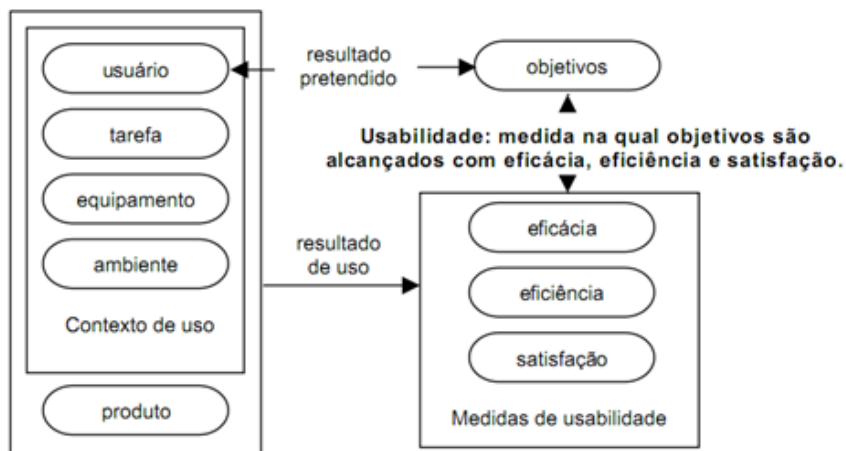 usuário
tarefa
equipamento
ambiente
Contexto de uso
produto
resultado
pretendido
objetivos
Usabilidade: medida na qual objetivos são
alcançados com eficácia, eficiência e satisfação.
resultado
de uso
eficácia
eficiência
satisfação
Medidas de usabilidade